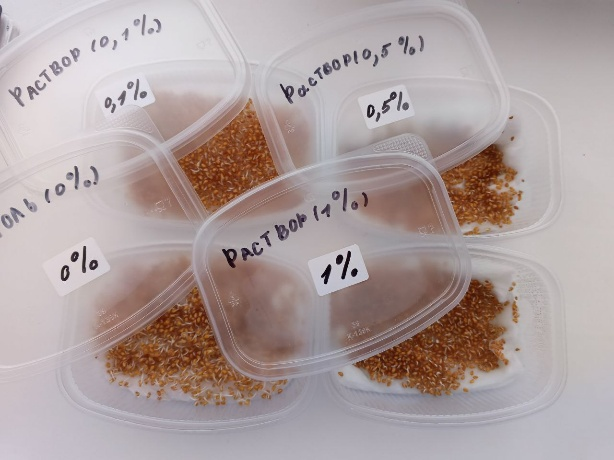 Раствор (0,1%)
0,1%
Раствор (0,5%)
0,5%
оль (0%)
0%
Раствор (1%)
1%